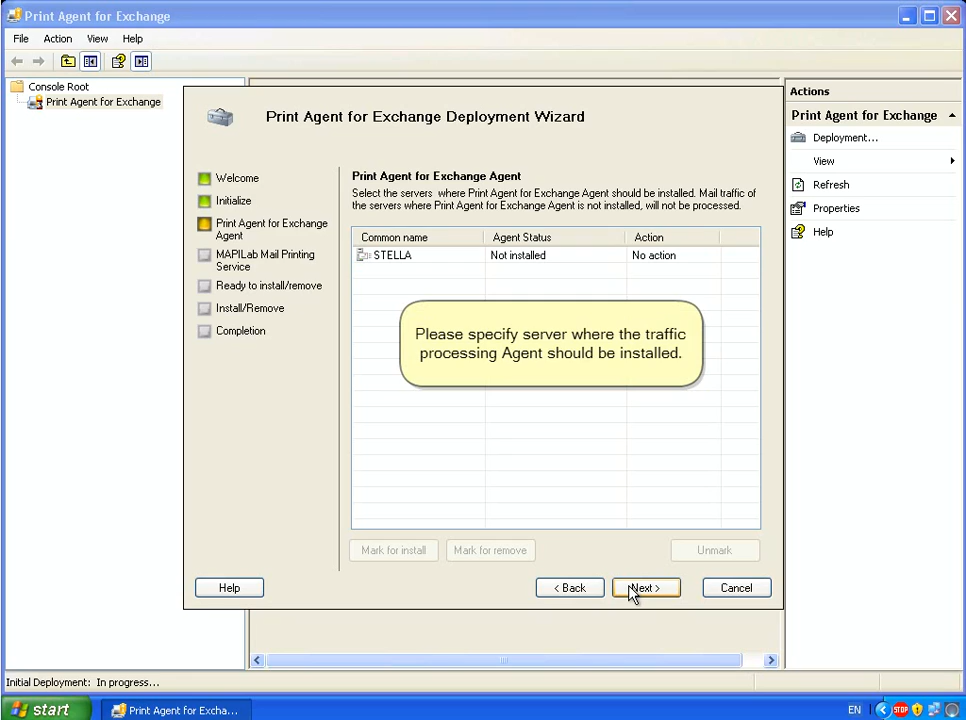 Print Agent for Exchange
File Action View Help
Console Root
Print Agent for Exchange
Print Agent for Exchange Deployment Wizard
Welcome
Initialize
Print Agent for Exchange
Agent
MAPILab Mail Printing
Service
Ready to install/remove
Install/Remove
Completion
Print Agent for Exchange Agent
Select the servers where Print Agent for Exchange Agent should be installed. Mail traffic of
the servers where Print Agent for Exchange Agent is not installed, will not be processed.
Common name Agent Status Action
STELLA Not installed No action
Please specify server where the traffic
processing Agent should be installed.
Mark for install Mark for remove Unmark
Help < Back Next > Cancel
Actions
Print Agent for Exchange
Deployment...
View
Refresh
Properties
Help
Initial Deployment: In progress...
start Print Agent for Excha... EN STOP